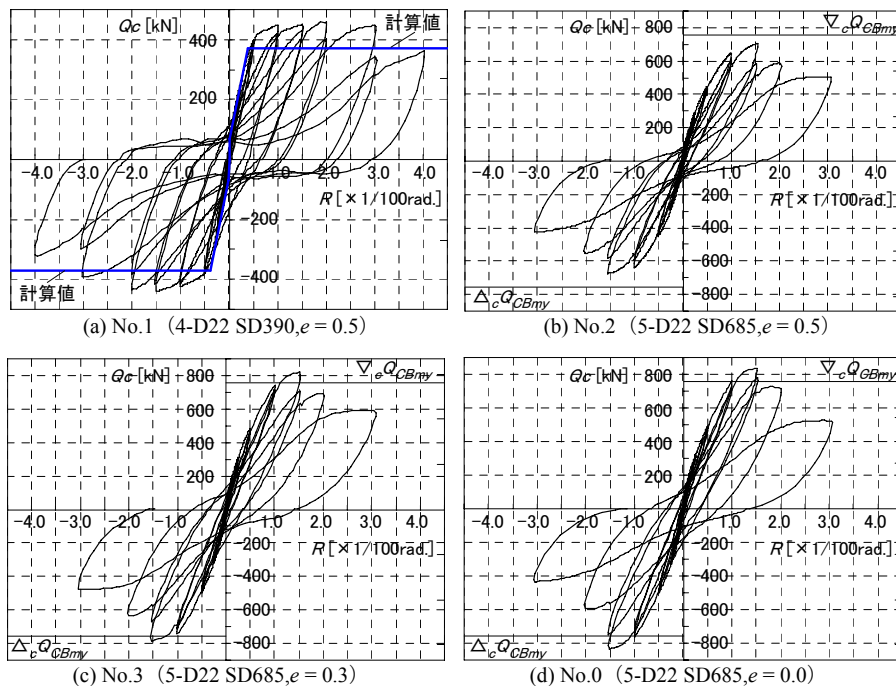 Qc [kN]
計算値
400
200
-4.0 -3.0 -2.0 -1.0 1.0 2.0 3.0 4.0
R [×1/100rad.]
-200
-400
計算値
(a) No.1 (4-D22 SD390,e = 0.5)
Qc [kN]
800
▽cQCBmy
600
400
200
-4.0 -3.0 -2.0 -1.0 1.0 2.0 3.0 4.0
R [×1/100rad.]
-200
-400
-600
-800
△cQCBmy
(b) No.2 (5-D22 SD685,e = 0.5)
Qc [kN]
800
▽cQCBmy
600
400
200
-4.0 -3.0 -2.0 -1.0 1.0 2.0 3.0 4.0
R [×1/100rad.]
-200
-400
-600
-800
△cQCBmy
(c) No.3 (5-D22 SD685,e = 0.3)
Qc [kN]
800
▽cQCBmy
600
400
200
-4.0 -3.0 -2.0 -1.0 1.0 2.0 3.0 4.0
R [×1/100rad.]
-200
-400
-600
-800
△cQCBmy
(d) No.0 (5-D22 SD685,e = 0.0)